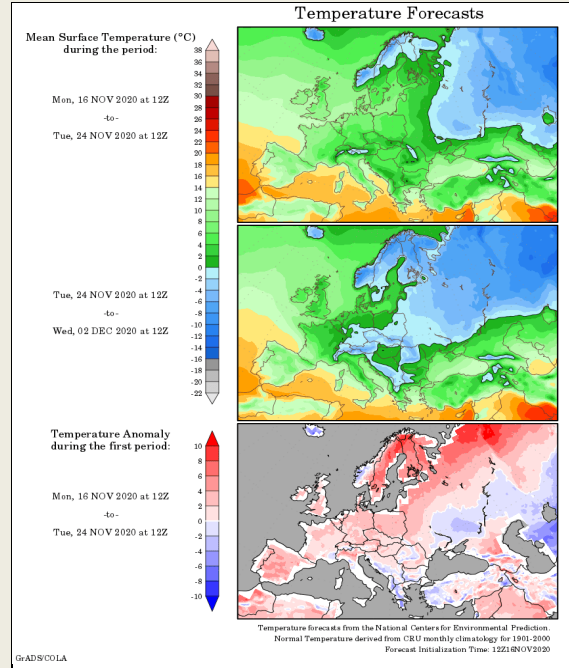 Temperature Forecasts
Mean Surface Temperature (°C)
during the period:
Mon, 16 NOV 2020 at 12Z
-to-
Tue, 24 NOV 2020 at 12Z
38
36
34
32
30
28
26
24
22
20
18
16
14
12
10
8
6
4
2
0
-2
-4
-6
-8
-10
-12
-14
-16
-18
-20
-22
Tue, 24 NOV 2020 at 12Z
-to-
Wed, 02 DEC 2020 at 12Z
Temperature Anomaly
during the first period:
Mon, 16 NOV 2020 at 12Z
-to-
Tue, 24 NOV 2020 at 12Z
10
8
6
4
2
0
-2
-4
-6
-8
-10
Temperature forecasts from the National Centers for Environmental Prediction.
Normal Temperature derived from CRU monthly climatology for 1901-2000
Forecast Initialization Time: 12Z16NOV2020
GrADS/COLA